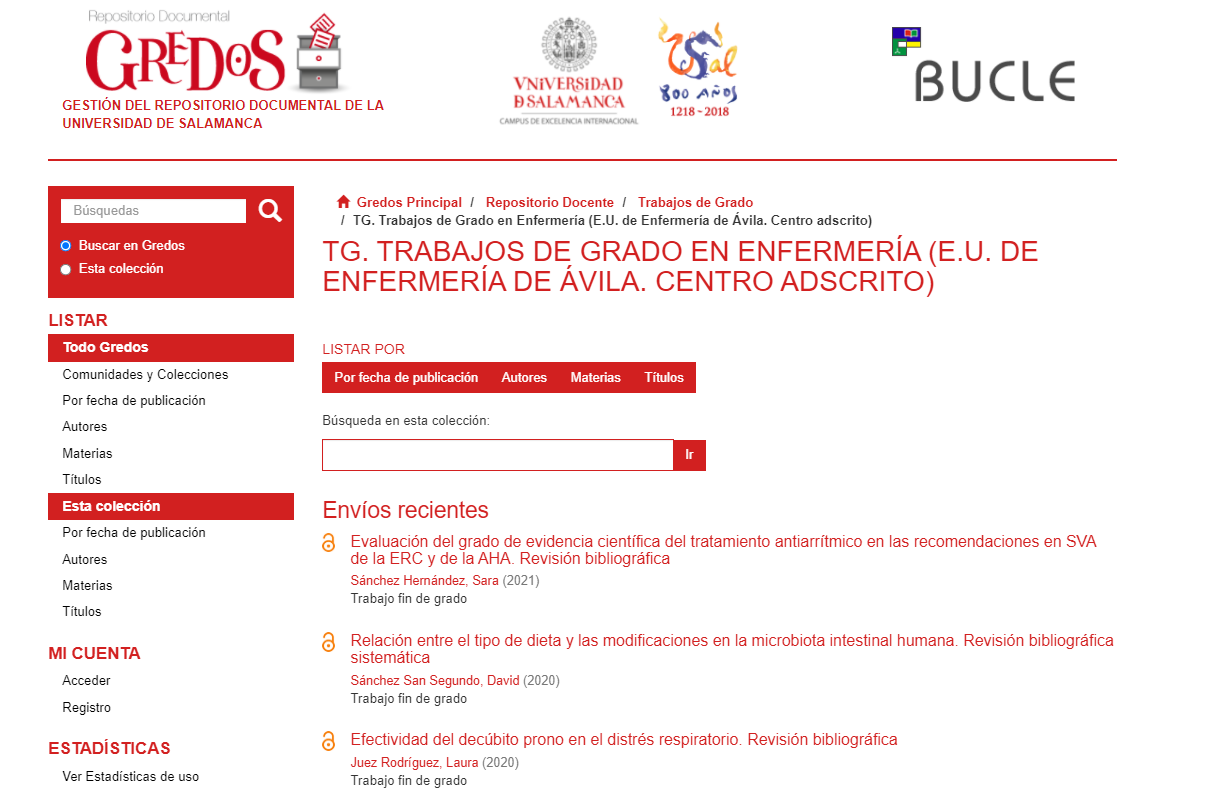 Repositorio Documental
GREDOS
GESTIÓN DEL REPOSITORIO DOCUMENTAL DE LA
UNIVERSIDAD DE SALAMANCA
VNiVERSiDAD
D SALAMANCA
CAMPUS DE EXCELENCIA INTERNACIONAL
USal
800 AÑOS
1218 - 2018
BUCLE
Búsquedas
Buscar en Gredos
Esta colección
LISTAR
Todo Gredos
Comunidades y Colecciones
Por fecha de publicación
Autores
Materias
Títulos
Esta colección
Por fecha de publicación
Autores
Materias
Títulos
MI CUENTA
Acceder
Registro
ESTADÍSTICAS
Ver Estadísticas de uso
Gredos Principal / Repositorio Docente / Trabajos de Grado
/ TG. Trabajos de Grado en Enfermería (E.U. de Enfermería de Ávila. Centro adscrito)
TG. TRABAJOS DE GRADO EN ENFERMERÍA (E.U. DE
ENFERMERÍA DE ÁVILA. CENTRO ADSCRITO)
LISTAR POR
Por fecha de publicación Autores Materias Títulos
Búsqueda en esta colección:
Ir
Envíos recientes
Evaluación del grado de evidencia científica del tratamiento antiarrítmico en las recomendaciones en SVA
de la ERC y de la AHA. Revisión bibliográfica
Sánchez Hernández, Sara (2021)
Trabajo fin de grado
Relación entre el tipo de dieta y las modificaciones en la microbiota intestinal humana. Revisión bibliográfica
sistemática
Sánchez San Segundo, David (2020)
Trabajo fin de grado
Efectividad del decúbito prono en el distrés respiratorio. Revisión bibliográfica
Juez Rodríguez, Laura (2020)
Trabajo fin de grado